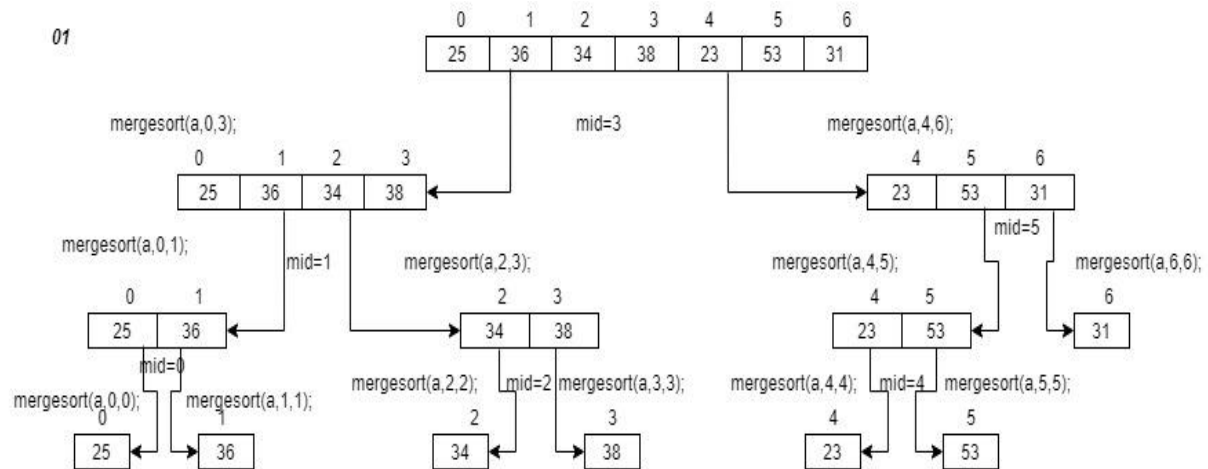 01
0 1 2 3 4 5 6
25 36 34 38 23 53 31
mergesort(a,0,3); mid=3 mergesort(a,4,6);
0 1 2 3 4 5 6
25 36 34 38 23 53 31
mergesort(a,0,1); mid=1 mergesort(a,2,3); mid=5 mergesort(a,4,5); mergesort(a,6,6);
0 1 2 3 4 5 6
25 36 34 38 23 53 31
mid=0
mergesort(a,0,0); mergesort(a,1,1); mergesort(a,2,2); mid=2 mergesort(a,3,3); mergesort(a,4,4); mid=4 mergesort(a,5,5);
0 1 2 3 4 5
25 36 34 38 23 53